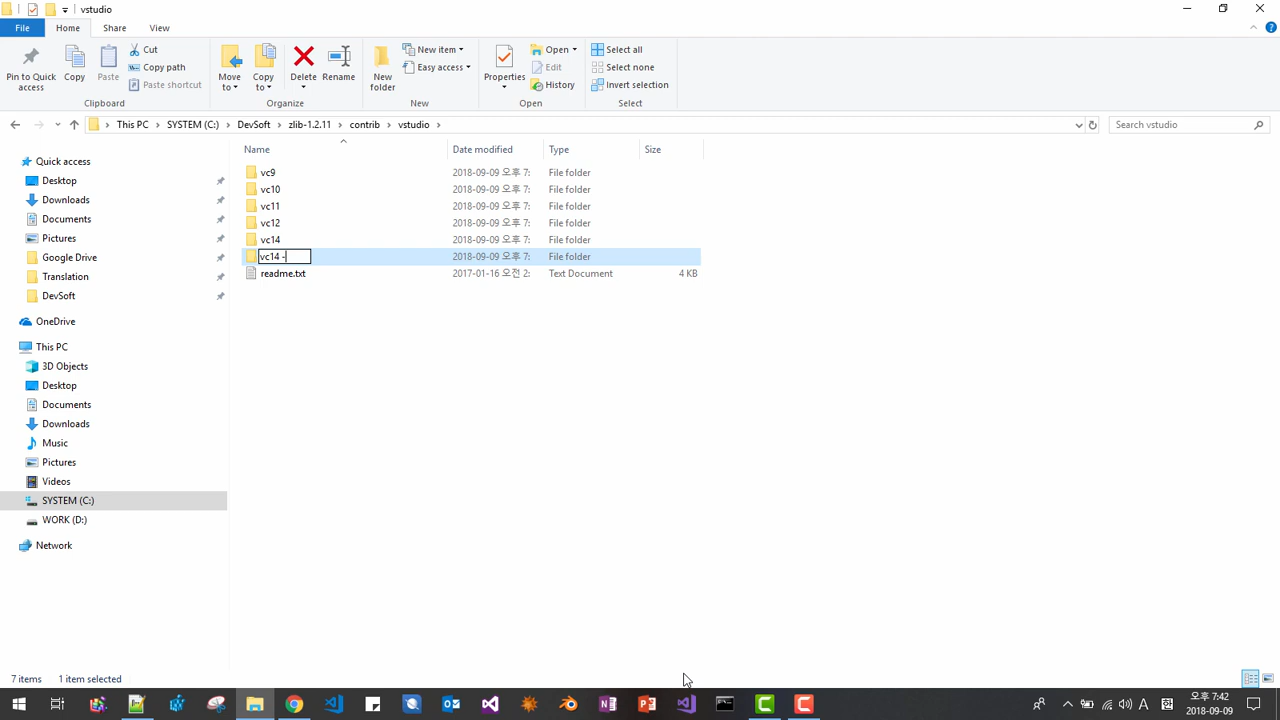 vstudio
File
Home
Share
View
Pin to Quick access
Copy
Paste
Cut
Copy path
Paste shortcut
Clipboard
Move to
Copy to
Delete
Rename
Organize
New folder
New item
Easy access
New
Properties
Open
Edit
History
Open
Select all
Select none
Invert selection
Select
This PC
SYSTEM (C:)
DevSoft
zlib-1.2.11
contrib
vstudio
Search vstudio
Name
Date modified
Type
Size
vc9 2018-09-09 오후 7: File folder
vc10 2018-09-09 오후 7: File folder
vc11 2018-09-09 오후 7: File folder
vc12 2018-09-09 오후 7: File folder
vc14 2018-09-09 오후 7: File folder
vc14 - 2018-09-09 오후 7: File folder
readme.txt 2017-01-16 오전 2: Text Document 4 KB
Quick access
Desktop
Downloads
Documents
Pictures
Google Drive
Translation
DevSoft
OneDrive
This PC
3D Objects
Desktop
Documents
Downloads
Music
Pictures
Videos
SYSTEM (C:)
WORK (D:)
Network
7 items
1 item selected
A
오후 7:42
2018-09-09